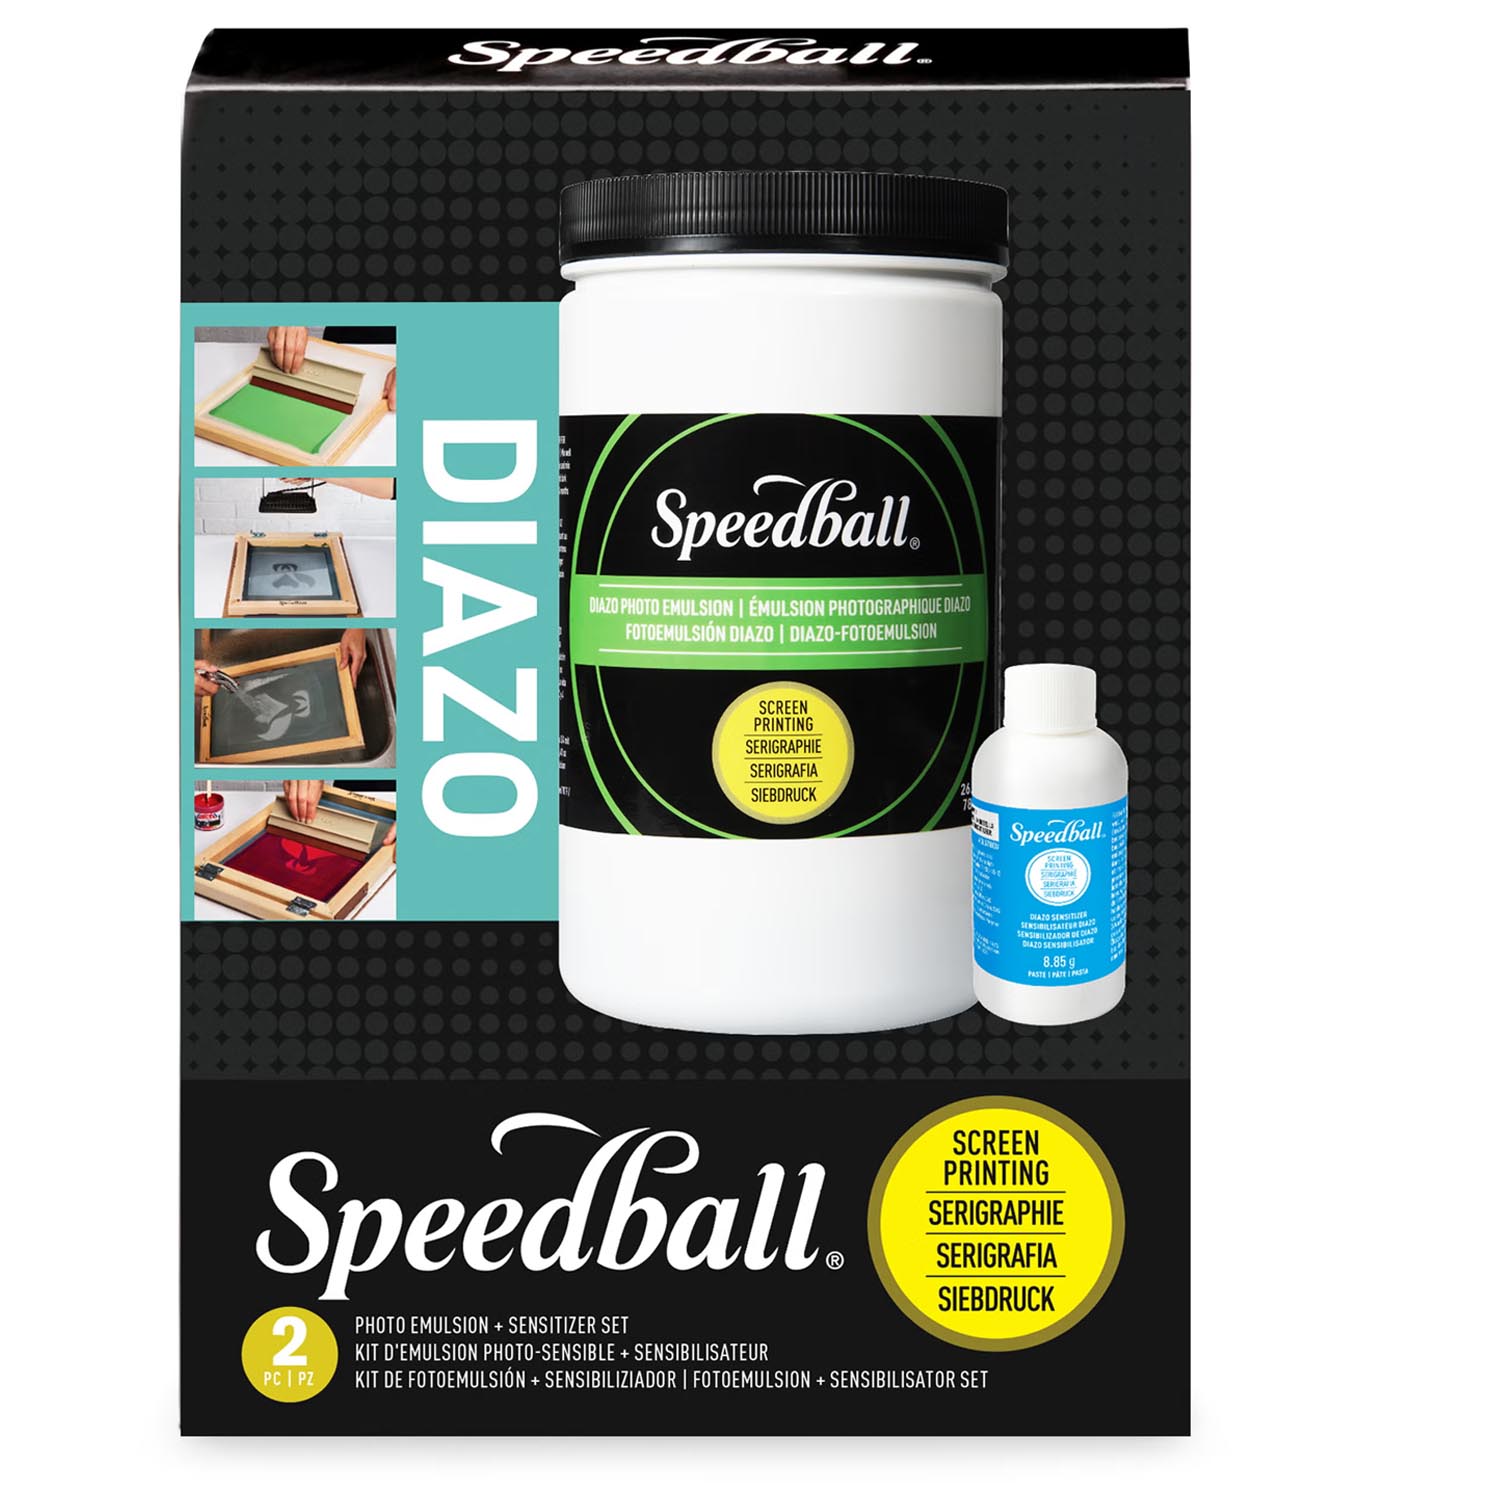 Speedball®
DIAZO
Speedball®
DIAZO PHOTO EMULSION | ÉMULSION PHOTOGRAPHIQUE DIAZO
FOTOEMULSIÓN DIAZO | DIAZO-FOTOEMULSION
SCREEN
PRINTING
SERIGRAPHIE
SERIGRAFIA
SIEBDRUCK
Speedball
SCREEN
PRINTING
SERIGRAPHIE
SERIGRAFIA
SIEBDRUCK
DIAZO SENSITIZER
SENSIBILISATEUR DIAZO
SENSIBILIZADOR DE DIAZO
DIAZO SENSIBILISATOR
8.85 g
PASTE | PÂTE | PASTA
Speedball®
SCREEN
PRINTING
SERIGRAPHIE
SERIGRAFIA
SIEBDRUCK
2
PC | PZ
PHOTO EMULSION + SENSITIZER SET
KIT D'EMULSION PHOTO-SENSIBLE + SENSIBILISATEUR
KIT DE FOTOEMULSIÓN + SENSIBILIZIADOR | FOTOEMULSION + SENSIBILISATOR SET